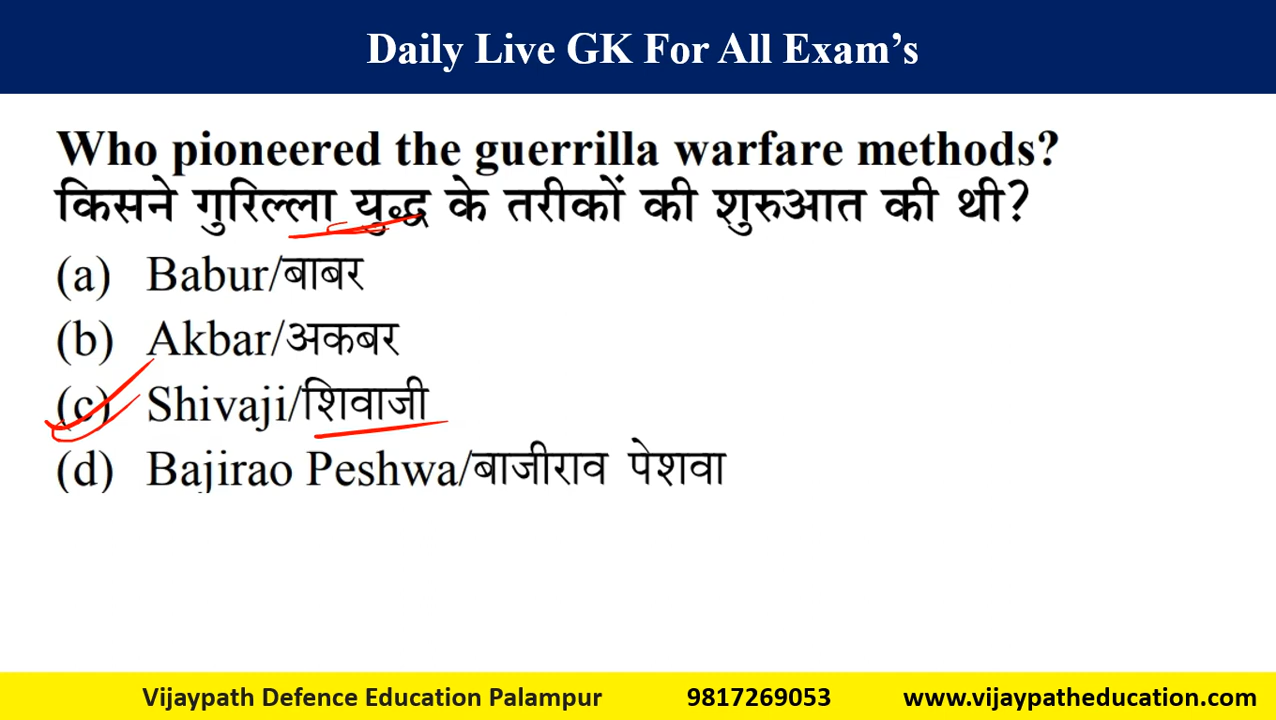 Daily Live GK For All Exam’s
Who pioneered the guerrilla warfare methods?
किसने गुरिल्ला युद्ध के तरीकों की शुरुआत की थी?
(a) Babur/बाबर
(b) Akbar/अकबर
(c) Shivaji/शिवाजी
(d) Bajirao Peshwa/बाजीराव पेशवा
Vijaypath Defence Education Palampur 9817269053 www.vijaypatheducation.com